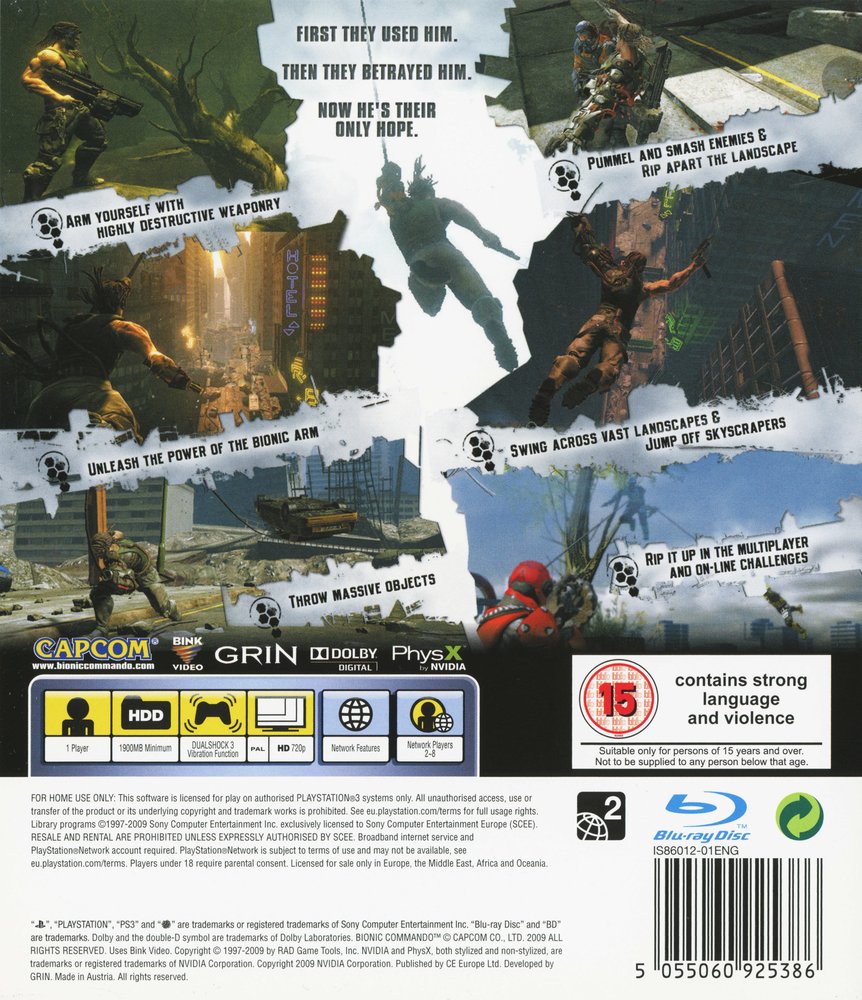 FIRST THEY USED HIM.
THEN THEY BETRAYED HIM.
NOW HE'S THEIR
ONLY HOPE.
ARM YOURSELF WITH
HIGHLY DESTRUCTIVE WEAPONRY
PUMMEL AND SMASH ENEMIES &
RIP APART THE LANDSCAPE
HOTEL
UNLEASH THE POWER OF THE BIONIC ARM
SWING ACROSS VAST LANDSCAPES &
JUMP OFF SKYSCRAPERS
THROW MASSIVE OBJECTS
RIP IT UP IN THE MULTIPLAYER
AND ON-LINE CHALLENGES
CAPCOM®
www.bioniccommando.com
BINK
VIDEO
GRIN
DOLBY
DIGITAL
PhysX
by NVIDIA
1 Player
HDD
1900MB Minimum
DUALSHOCK 3
Vibration Function
PAL
HD 720p
Network Features
Network Players
2-8
15
contains strong
language
and violence
Suitable only for persons of 15 years and over.
Not to be supplied to any person below that age.
FOR HOME USE ONLY: This software is licensed for play on authorised PLAYSTATION®3 systems only. All unauthorised access, use or
transfer of the product or its underlying copyright and trademark works is prohibited. See eu.playstation.com/terms for full usage rights.
Library programs ©1997-2009 Sony Computer Entertainment Inc. exclusively licensed to Sony Computer Entertainment Europe (SCEE).
RESALE AND RENTAL ARE PROHIBITED UNLESS EXPRESSLY AUTHORISED BY SCEE. Broadband internet service and
PlayStation®Network account required. PlayStation®Network is subject to terms of use and may not be available, see
eu.playstation.com/terms. Players under 18 require parental consent. Licensed for sale only in Europe, the Middle East, Africa and Oceania.
2
Blu-ray Disc™
IS86012-01ENG
" ", "PLAYSTATION", "PS3" and " " are trademarks or registered trademarks of Sony Computer Entertainment Inc. "Blu-ray Disc" and "BD"
are trademarks. Dolby and the double-D symbol are trademarks of Dolby Laboratories. BIONIC COMMANDO™ © CAPCOM CO., LTD. 2009 ALL
RIGHTS RESERVED. Uses Bink Video. Copyright © 1997-2009 by RAD Game Tools, Inc. NVIDIA and PhysX, both stylized and non-stylized, are
trademarks or registered trademarks of NVIDIA Corporation. Copyright 2009 NVIDIA Corporation. Published by CE Europe Ltd. Developed by
GRIN. Made in Austria. All rights reserved.
5 055060 925386